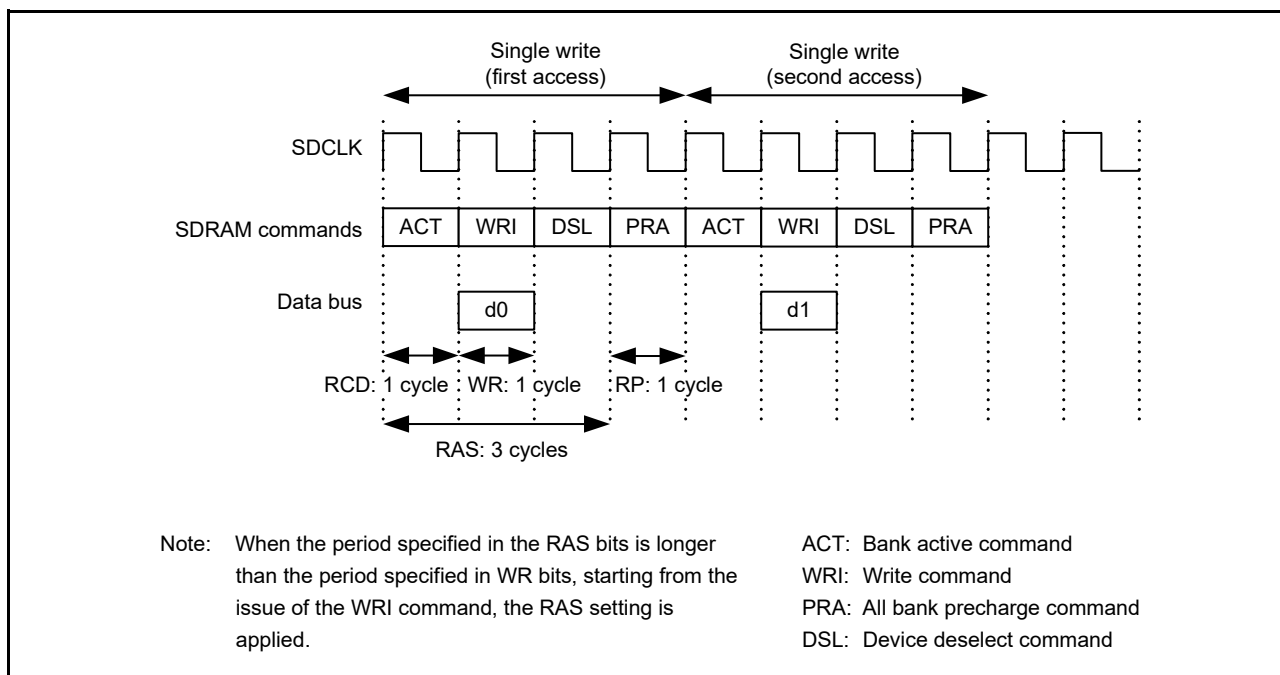 Single write
(first access)
Single write
(second access)
SDCLK
SDRAM commands ACT WRI DSL PRA ACT WRI DSL PRA
Data bus d0 d1
RCD: 1 cycle WR: 1 cycle RP: 1 cycle
RAS: 3 cycles
Note: When the period specified in the RAS bits is longer
than the period specified in WR bits, starting from the
issue of the WRI command, the RAS setting is
applied.
ACT: Bank active command
WRI: Write command
PRA: All bank precharge command
DSL: Device deselect command